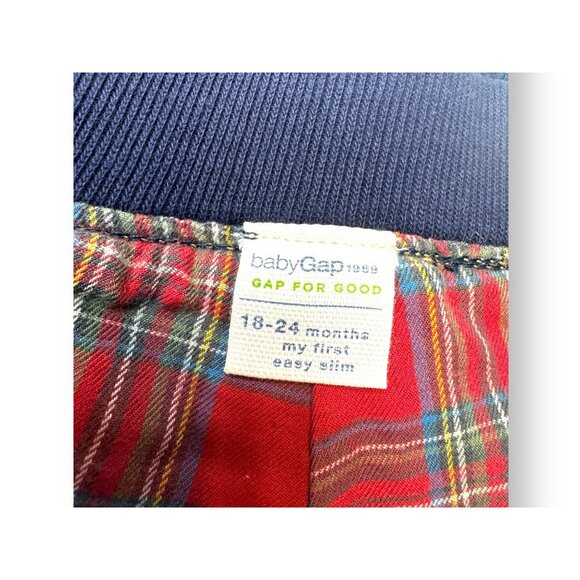 babyGap 1969
GAP FOR GOOD
18-24 months
my first
easy slim